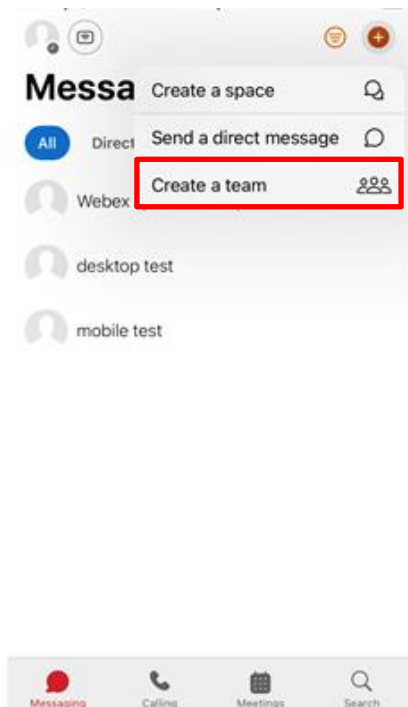 Messa
Create a space
All
Direct
Send a direct message
Create a team
Webex
desktop test
mobile test
Messaging
Calling
Meetings
Search